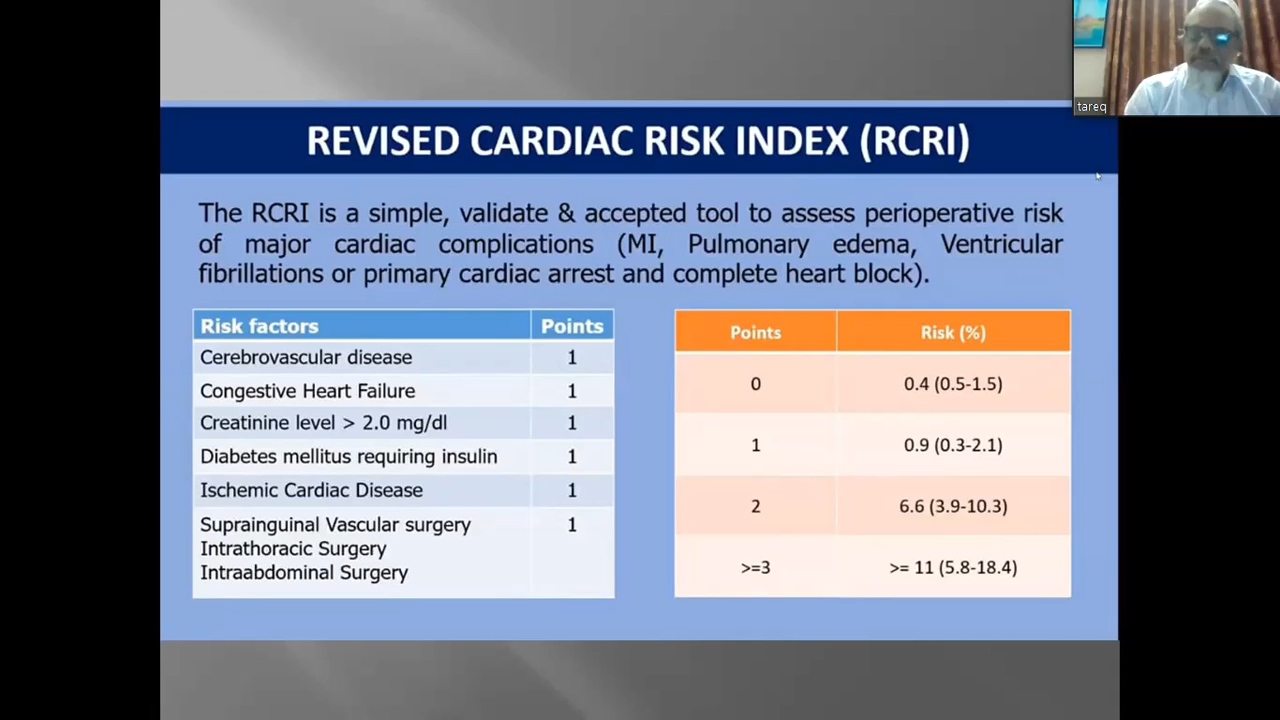 tareq
REVISED CARDIAC RISK INDEX (RCRI)
The RCRI is a simple, validate & accepted tool to assess perioperative risk
of major cardiac complications (MI, Pulmonary edema, Ventricular
fibrillations or primary cardiac arrest and complete heart block).
Risk factors Points
Cerebrovascular disease 1
Congestive Heart Failure 1
Creatinine level > 2.0 mg/dl 1
Diabetes mellitus requiring insulin 1
Ischemic Cardiac Disease 1
Suprainguinal Vascular surgery 1
Intrathoracic Surgery
Intraabdominal Surgery
Points Risk (%)
0 0.4 (0.5-1.5)
1 0.9 (0.3-2.1)
2 6.6 (3.9-10.3)
>=3 >= 11 (5.8-18.4)